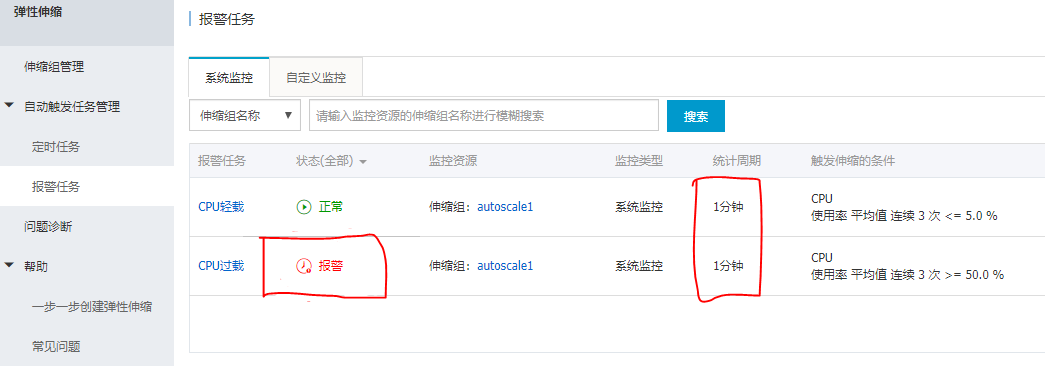 弹性伸缩
伸缩组管理
自动触发任务管理
定时任务
报警任务
问题诊断
帮助
一步一步创建弹性伸缩
常见问题
报警任务
系统监控 自定义监控
伸缩组名称 请输入监控资源的伸缩组名称进行模糊搜索 搜索
报警任务 状态(全部) 监控资源 监控类型 统计周期 触发伸缩的条件
CPU轻载 正常 伸缩组：autoscale1 系统监控 1分钟 CPU
使用率 平均值 连续 3 次 <= 5.0 %
CPU过载 报警 伸缩组：autoscale1 系统监控 1分钟 CPU
使用率 平均值 连续 3 次 >= 50.0 %